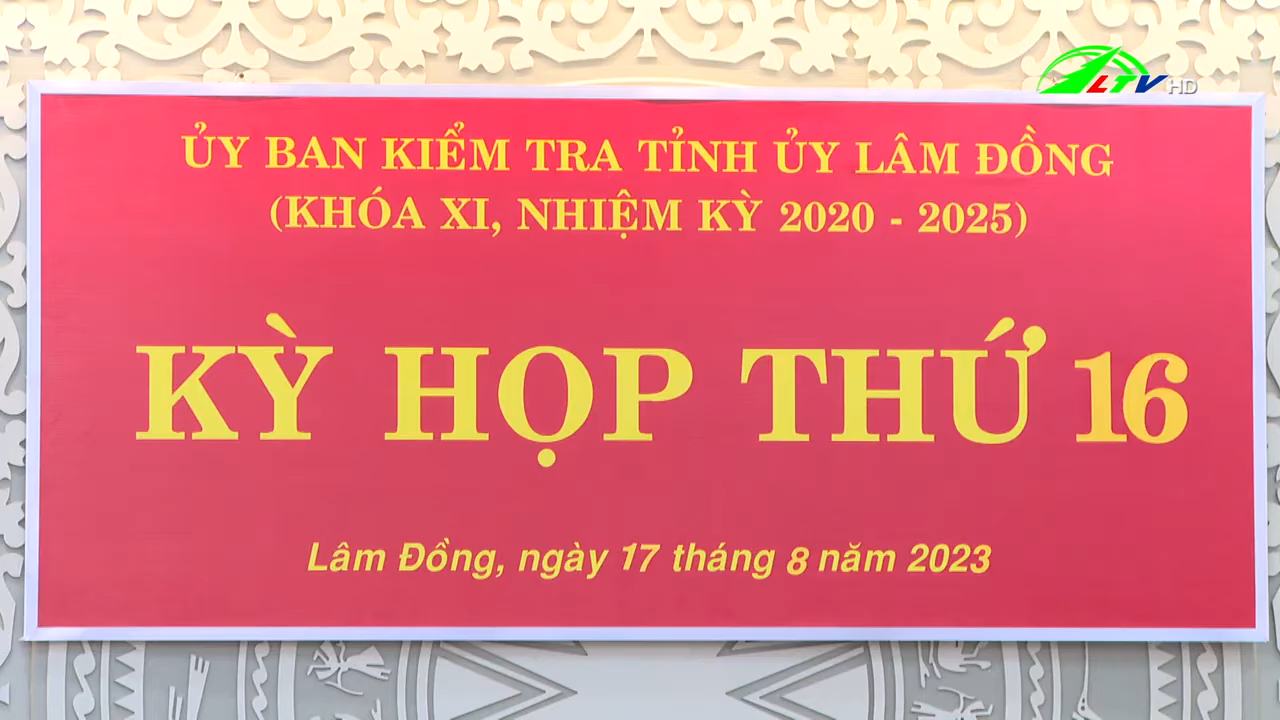 LTV HD
ỦY BAN KIỂM TRA TỈNH ỦY LÂM ĐỒNG
(KHÓA XI, NHIỆM KỲ 2020 - 2025)
KỲ HỌP THỨ 16
Lâm Đồng, ngày 17 tháng 8 năm 2023